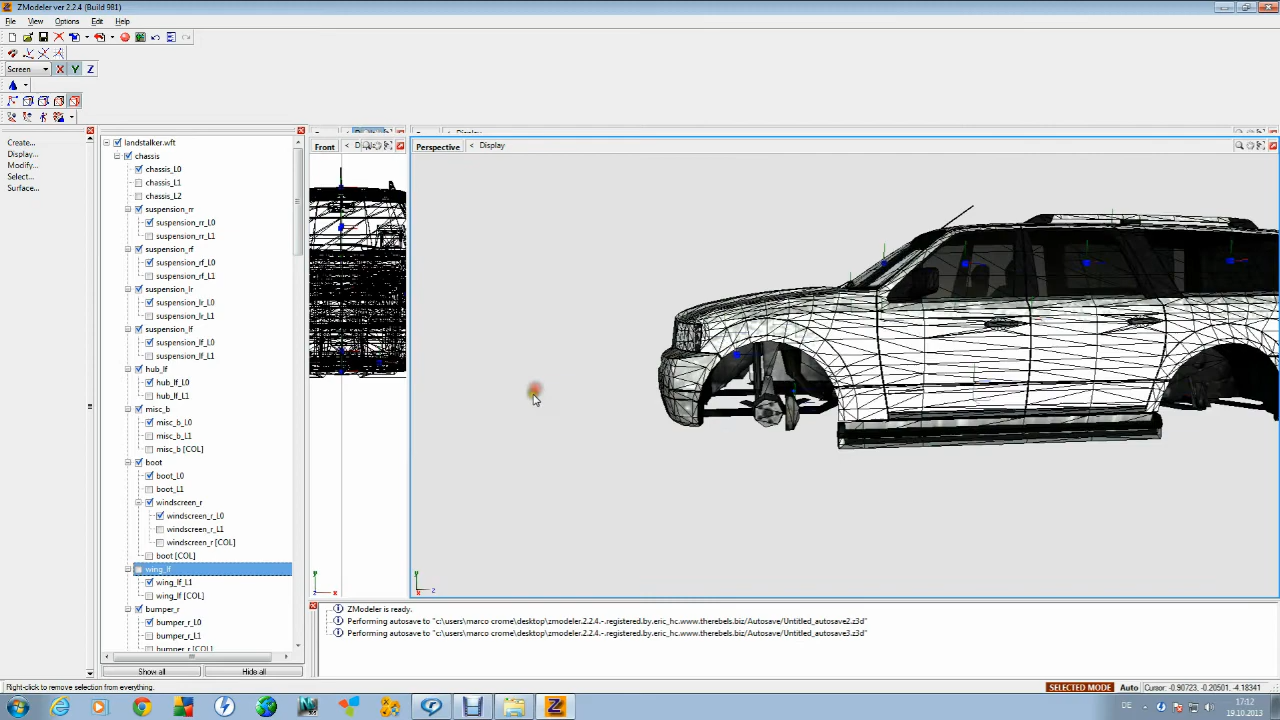 ZModeler ver 2.2.4 (Build 981)
File View Options Edit Help
Screen X Y Z
Create...
Display...
Modify...
Select...
Surface...
landstalker.wft
chassis
chassis_L0
chassis_L1
chassis_L2
suspension_rr
suspension_rr_L0
suspension_rr_L1
suspension_rf
suspension_rf_L0
suspension_rf_L1
suspension_lr
suspension_lr_L0
suspension_lr_L1
suspension_lf
suspension_lf_L0
suspension_lf_L1
hub_lf
hub_lf_L0
hub_lf_L1
misc_b
misc_b_L0
misc_b_L1
misc_b [COL]
boot
boot_L0
boot_L1
windscreen_r
windscreen_r_L0
windscreen_r_L1
windscreen_r [COL]
boot [COL]
wing_lf
wing_lf_L1
wing_lf [COL]
bumper_r
bumper_r_L0
bumper_r_L1
bumper_r [COL]
Show all Hide all
Display
Front
Perspective < Display
ZModeler is ready.
Performing autosave to "c:\users\marco crome\desktop\zmodeler.2.2.4.-.registered.by.eric_hc.www.therebels.biz/Autosave/Untitled_autosave2.z3d"
Performing autosave to "c:\users\marco crome\desktop\zmodeler.2.2.4.-.registered.by.eric_hc.www.therebels.biz/Autosave/Untitled_autosave3.z3d"
Right-click to remove selection from everything.
SELECTED MODE Auto Cursor: -0.90723, -0.20501, -4.18341
DE 17:12
19.10.2013